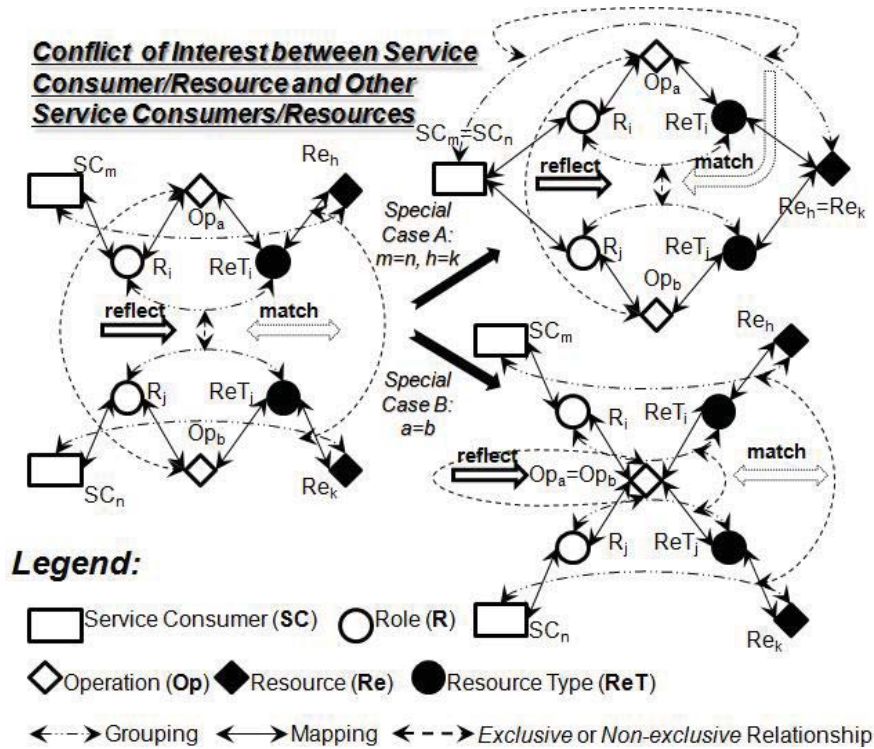 Conflict of Interest between Service
Consumer/Resource and Other
Service Consumers/Resources
SCm
Opa
Reh
Ri
ReTi
reflect
match
Rj
ReTj
Opb
SCn
Rek
Special
Case A:
m=n, h=k
Special
Case B:
a=b
Opa
SCm=SCn
Ri
ReTi
reflect
match
Reh=Rek
Rj
ReTj
Opb
SCm
Reh
Ri
ReTi
reflect
Opa=Opb
match
Rj
ReTj
SCn
Rek
Legend:
Service Consumer (SC) Role (R)
Operation (Op) Resource (Re) Resource Type (ReT)
Grouping Mapping Exclusive or Non-exclusive Relationship